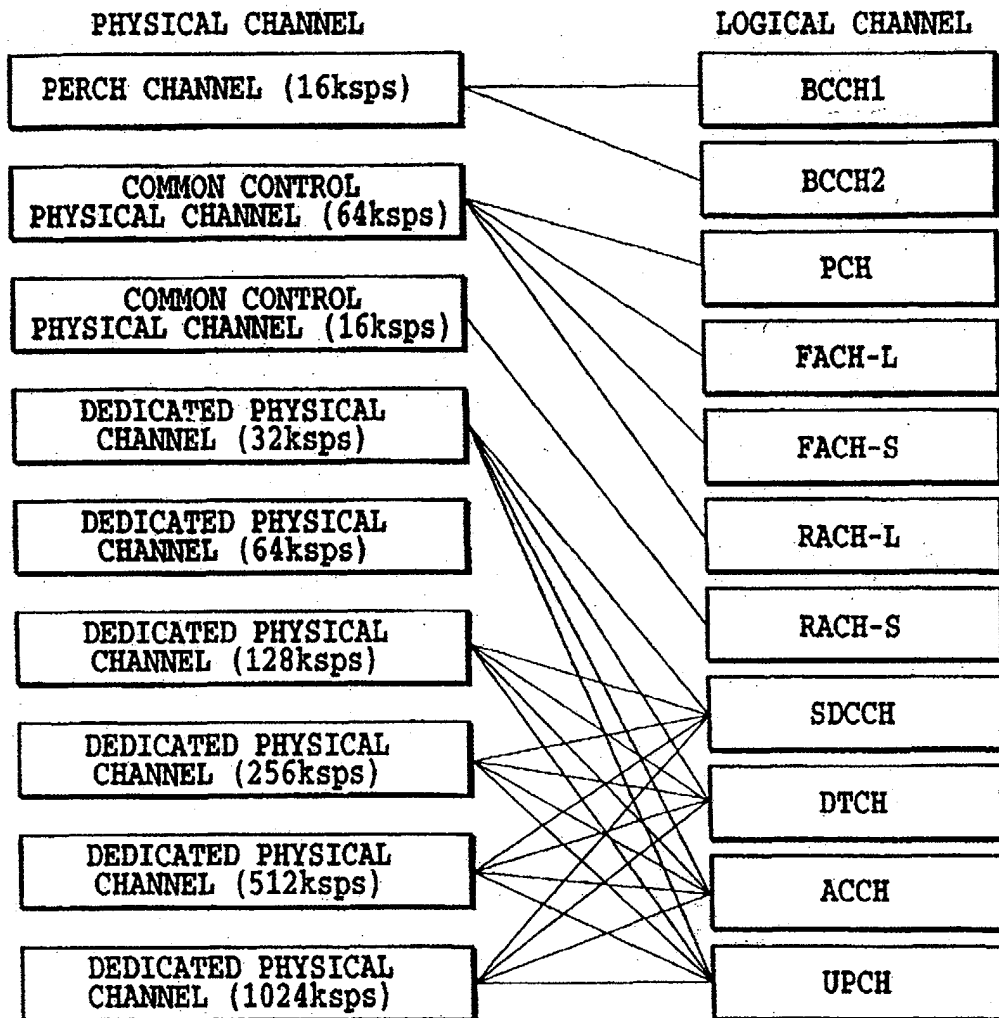 PHYSICAL CHANNEL
PERCH CHANNEL (16ksps)
COMMON CONTROL
PHYSICAL CHANNEL (64ksps)
COMMON CONTROL
PHYSICAL CHANNEL (16ksps)
DEDICATED PHYSICAL
CHANNEL (32ksps)
DEDICATED PHYSICAL
CHANNEL (64ksps)
DEDICATED PHYSICAL
CHANNEL (128ksps)
DEDICATED PHYSICAL
CHANNEL (256ksps)
DEDICATED PHYSICAL
CHANNEL (512ksps)
DEDICATED PHYSICAL
CHANNEL (1024ksps)
LOGICAL CHANNEL
BCCH1
BCCH2
PCH
FACH-L
FACH-S
RACH-L
RACH-S
SDCCH
DTCH
ACCH
UPCH